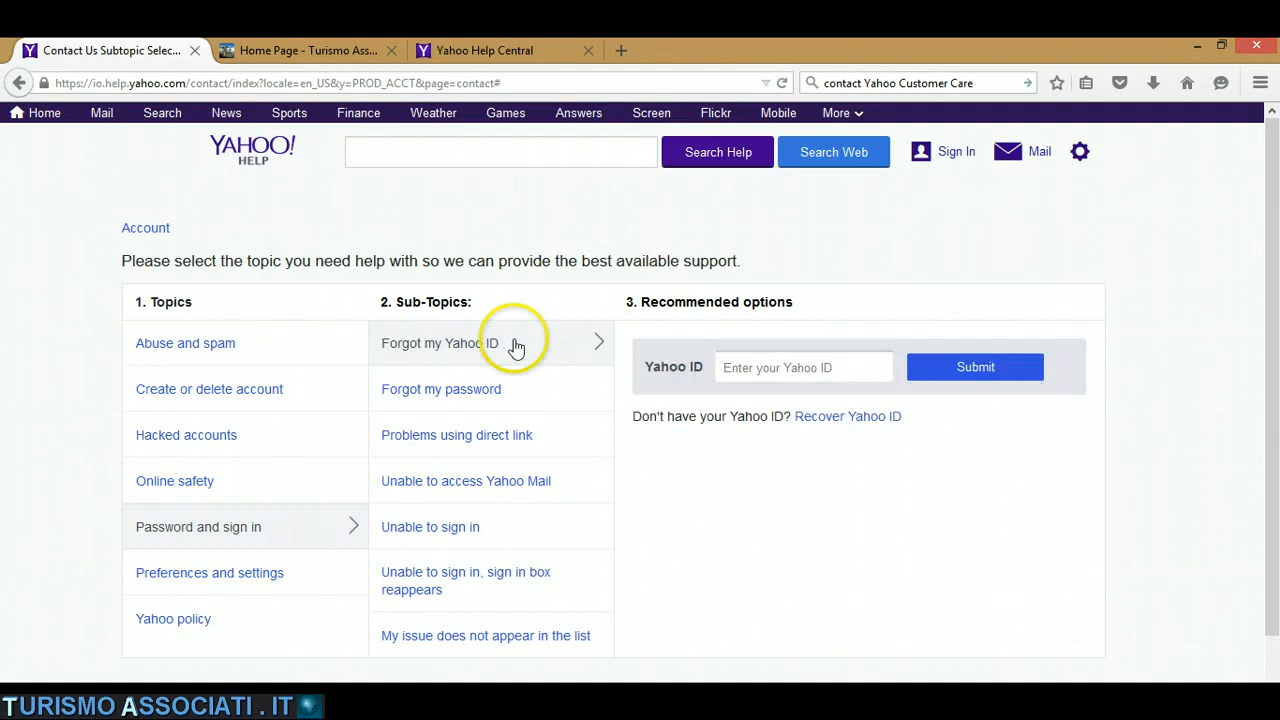 Contact Us Subtopic Selec...
Home Page - Turismo Ass...
Yahoo Help Central
https://io.help.yahoo.com/contact/index?locale=en_US&y=PROD_ACCT&page=contact#
contact Yahoo Customer Care
Home Mail Search News Sports Finance Weather Games Answers Screen Flickr Mobile More
YAHOO!
HELP
Search Help
Search Web
Sign In
Mail
Account
Please select the topic you need help with so we can provide the best available support.
1. Topics
Abuse and spam
Create or delete account
Hacked accounts
Online safety
Password and sign in
Preferences and settings
Yahoo policy
2. Sub-Topics:
Forgot my Yahoo ID
Forgot my password
Problems using direct link
Unable to access Yahoo Mail
Unable to sign in
Unable to sign in, sign in box
reappears
My issue does not appear in the list
3. Recommended options
Yahoo ID
Enter your Yahoo ID
Submit
Don't have your Yahoo ID? Recover Yahoo ID
TURISMO ASSOCIATI . IT